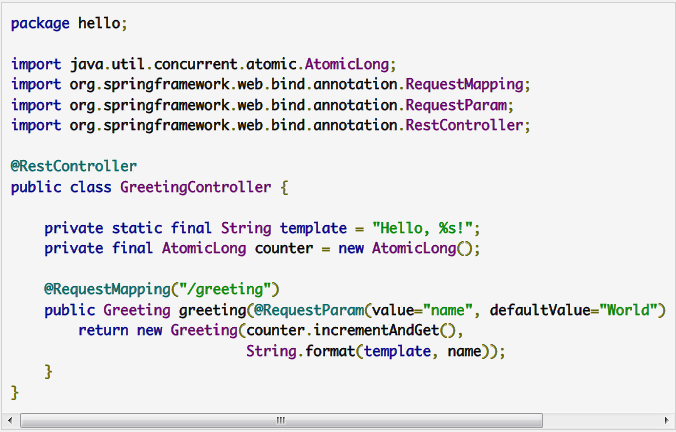 package hello;

import java.util.concurrent.atomic.AtomicLong;
import org.springframework.web.bind.annotation.RequestMapping;
import org.springframework.web.bind.annotation.RequestParam;
import org.springframework.web.bind.annotation.RestController;

@RestController
public class GreetingController {

    private static final String template = "Hello, %s!";
    private final AtomicLong counter = new AtomicLong();

    @RequestMapping("/greeting")
    public Greeting greeting(@RequestParam(value="name", defaultValue="World")
        return new Greeting(counter.incrementAndGet(),
                            String.format(template, name));
    }
}